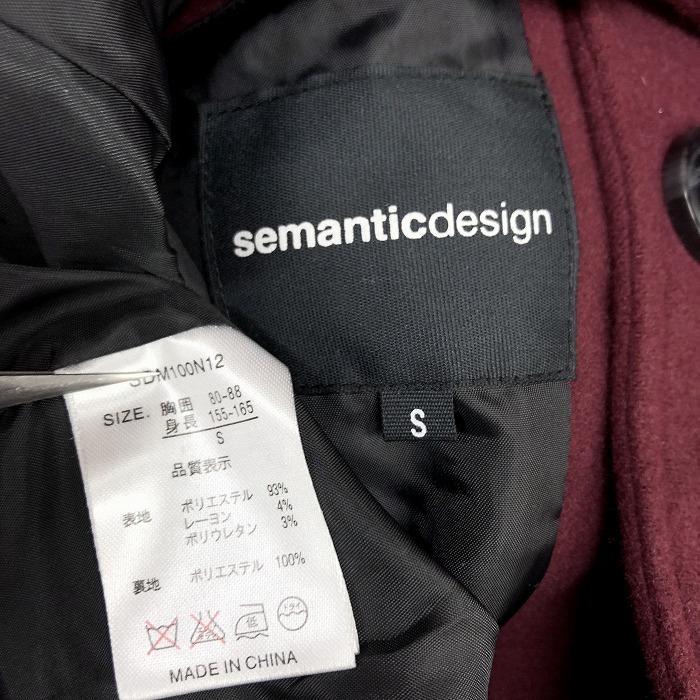 semanticdesign
S
SDM100N12
SIZE. 胸囲 80-88
身長 155-165
S
品質表示
表地 ポリエステル 93%
レーヨン 4%
ポリウレタン 3%
裏地 ポリエステル 100%
MADE IN CHINA